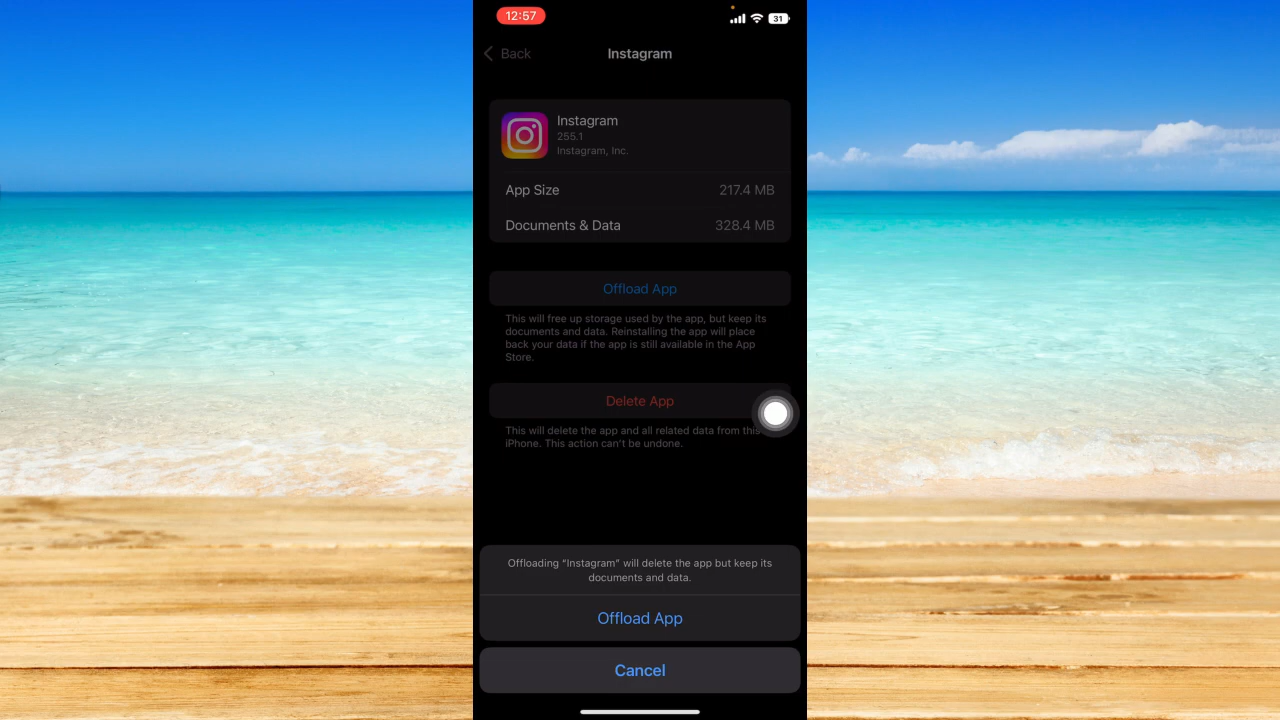 12:57
31
Back
Instagram
Instagram
255.1
Instagram, Inc.
App Size 217.4 MB
Documents & Data 328.4 MB
Offload App
This will free up storage used by the app, but keep its
documents and data. Reinstalling the app will place
back your data if the app is still available in the App
Store.
Delete App
This will delete the app and all related data from this
iPhone. This action can't be undone.
Offloading “Instagram” will delete the app but keep its
documents and data.
Offload App
Cancel